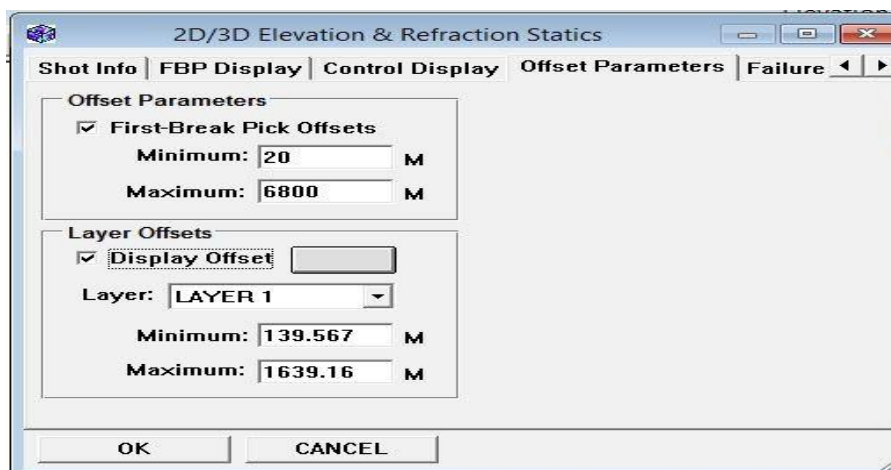 2D/3D Elevation & Refraction Statics
Shot Info FBP Display Control Display Offset Parameters Failure
Offset Parameters
First-Break Pick Offsets
Minimum: 20 M
Maximum: 6800 M
Layer Offsets
Display Offset
Layer: LAYER 1
Minimum: 139.567 M
Maximum: 1639.16 M
OK CANCEL